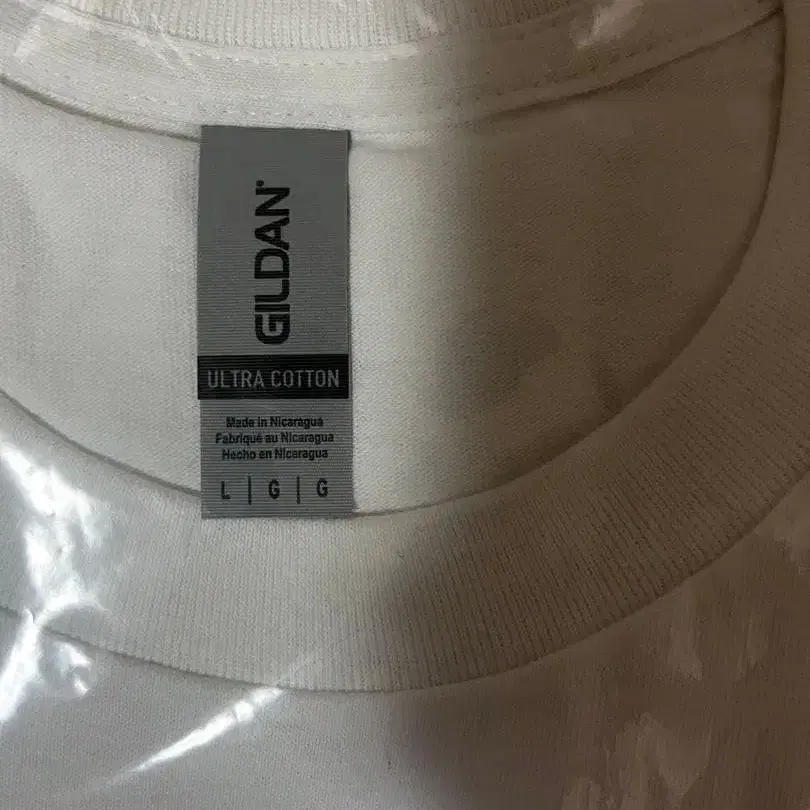 GILDAN®
ULTRA COTTON
Made in Nicaragua
Fabriqué au Nicaragua
Hecho en Nicaragua
L | G | G